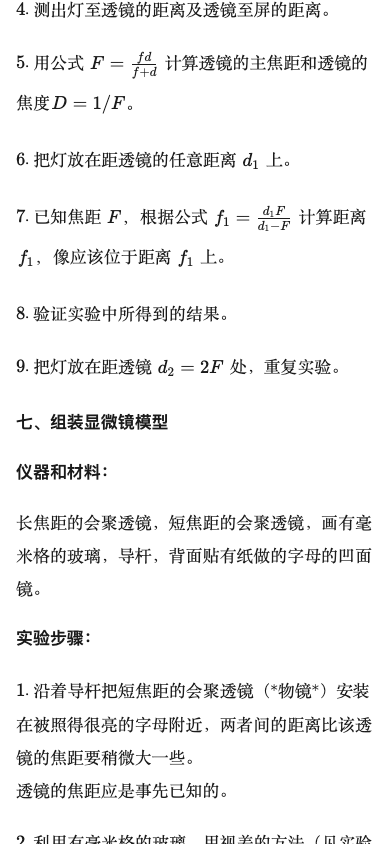 4. 测出灯至透镜的距离及透镜至屏的距离。
5. 用公式 F = fd/(f+d) 计算透镜的主焦距和透镜的
焦度D = 1/F。
6. 把灯放在距透镜的任意距离 d₁ 上。
7. 已知焦距 F，根据公式 f₁ = d₁F/(d₁−F) 计算距离
f₁，像应该位于距离 f₁ 上。
8. 验证实验中所得到的结果。
9. 把灯放在距透镜 d₂ = 2F 处，重复实验。
七、组装显微镜模型
仪器和材料：
长焦距的会聚透镜，短焦距的会聚透镜，画有毫
米格的玻璃，导杆，背面贴有纸做的字母的凹面
镜。
实验步骤：
1. 沿着导杆把短焦距的会聚透镜（*物镜*）安装
在被照得很亮的字母附近，两者间的距离比该透
镜的焦距要稍微大一些。
透镜的焦距应是事先已知的。
2. 利用有毫米格的玻璃，用视差的方法（见实验